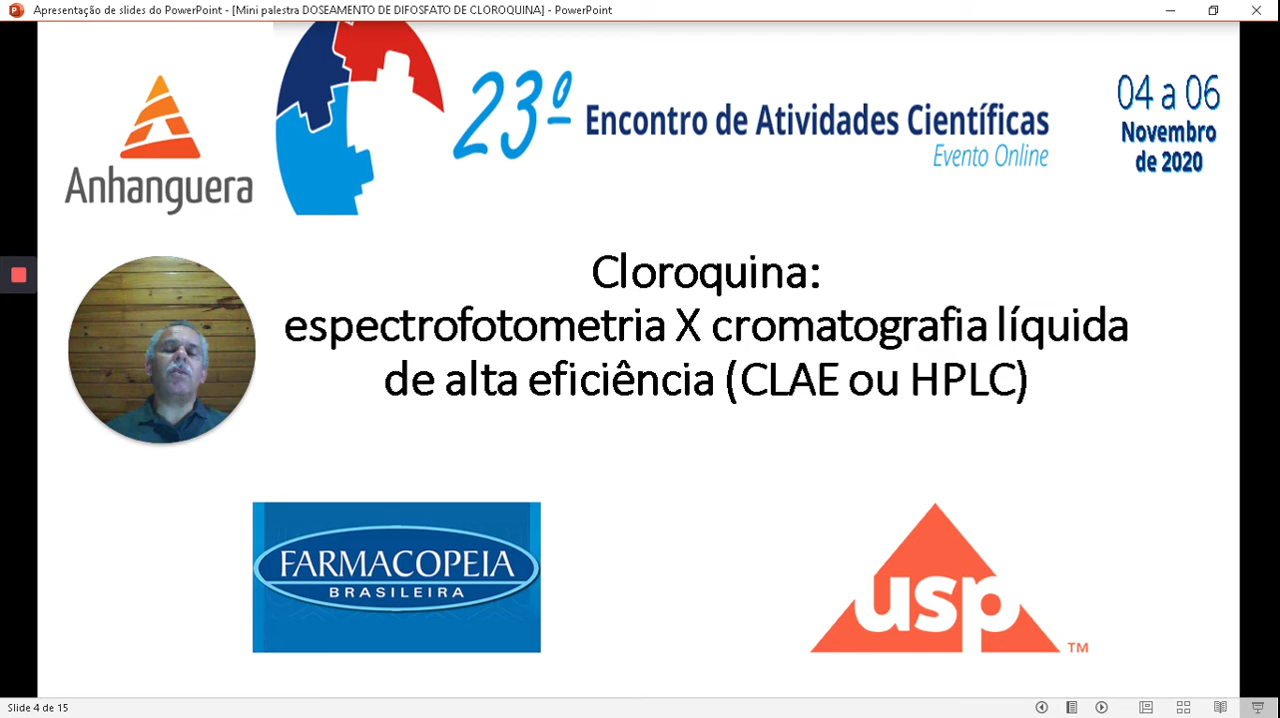 Apresentação de slides do PowerPoint - [Mini palestra DOSEAMENTO DE DIFOSFATO DE CLOROQUINA] - PowerPoint
Anhanguera
23º Encontro de Atividades Científicas
Evento Online
04 a 06
Novembro
de 2020
Cloroquina:
espectrofotometria X cromatografia líquida
de alta eficiência (CLAE ou HPLC)
FARMACOPEIA
BRASILEIRA
usp TM
Slide 4 de 15